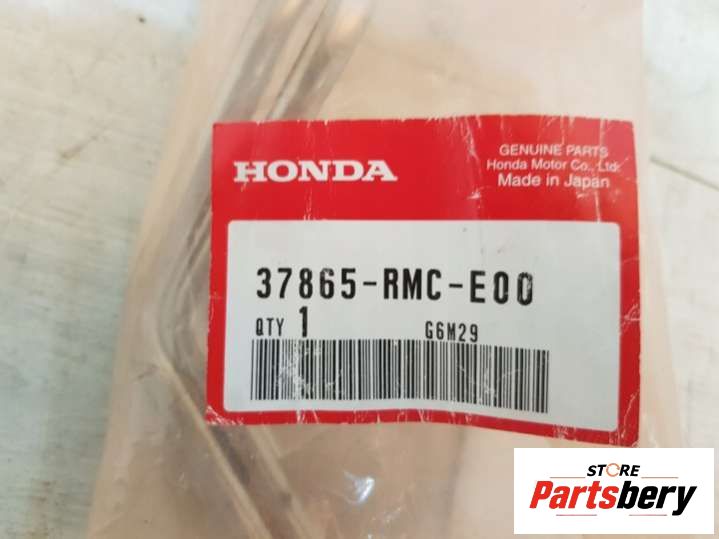 HONDA
GENUINE PARTS
Honda Motor Co., Ltd.
Made in Japan
37865-RMC-E00
QTY 1 G6M29
STORE
Partsbery